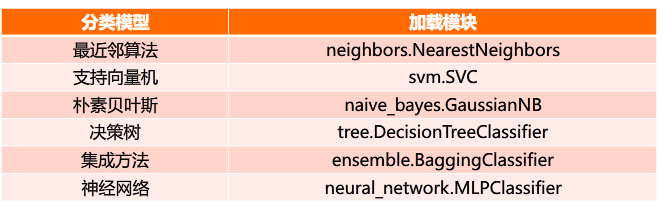 分类模型 加载模块
最近邻算法 neighbors.NearestNeighbors
支持向量机 svm.SVC
朴素贝叶斯 naive_bayes.GaussianNB
决策树 tree.DecisionTreeClassifier
集成方法 ensemble.BaggingClassifier
神经网络 neural_network.MLPClassifier